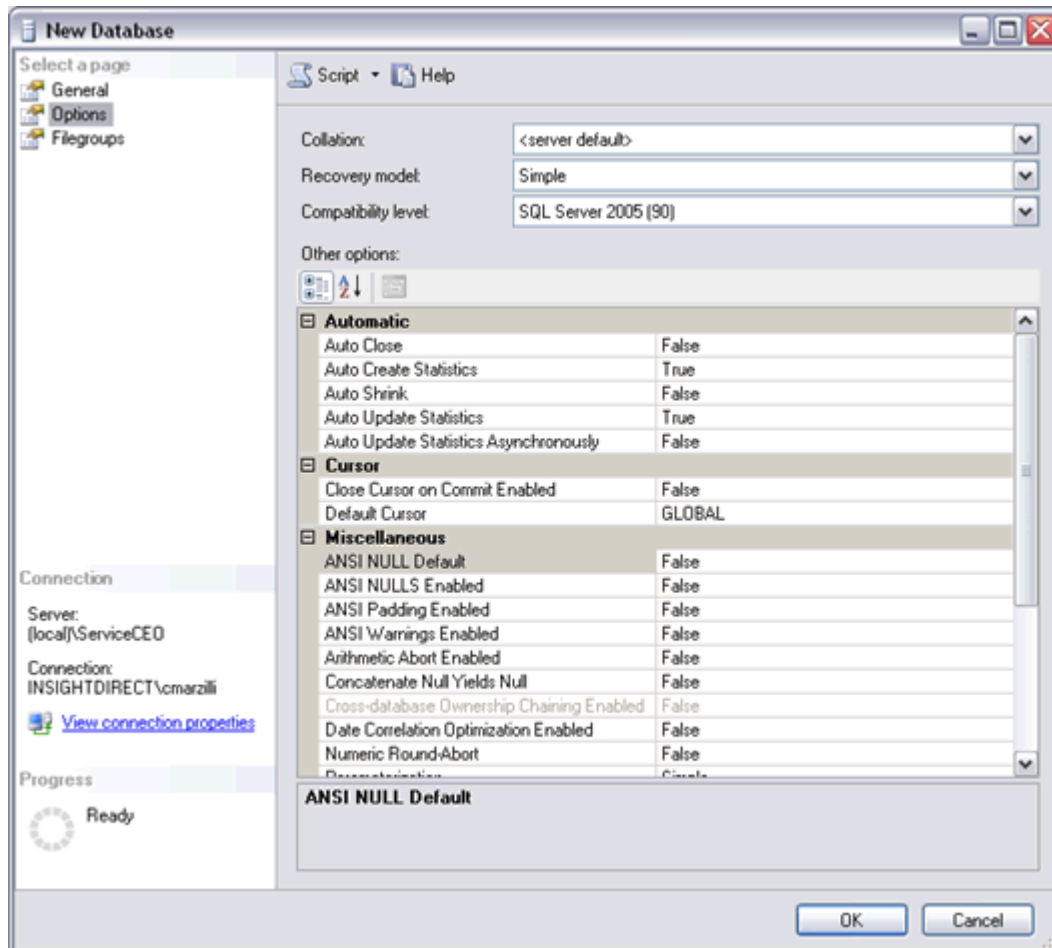 New Database
Select a page
General
Options
Filegroups
Script Help
Collation: <server default>
Recovery model: Simple
Compatibility level: SQL Server 2005 (90)
Other options:
Automatic
Auto Close False
Auto Create Statistics True
Auto Shrink False
Auto Update Statistics True
Auto Update Statistics Asynchronously False
Cursor
Close Cursor on Commit Enabled False
Default Cursor GLOBAL
Miscellaneous
ANSI NULL Default False
ANSI NULLS Enabled False
ANSI Padding Enabled False
ANSI Warnings Enabled False
Arithmetic Abort Enabled False
Concatenate Null Yields Null False
Cross-database Ownership Chaining Enabled False
Date Correlation Optimization Enabled False
Numeric Round-Abort False
Parameterization Simple
ANSI NULL Default
Connection
Server:
(local)\ServiceCEO
Connection:
INSIGHTDIRECT\cmarzilli
View connection properties
Progress
Ready
OK Cancel